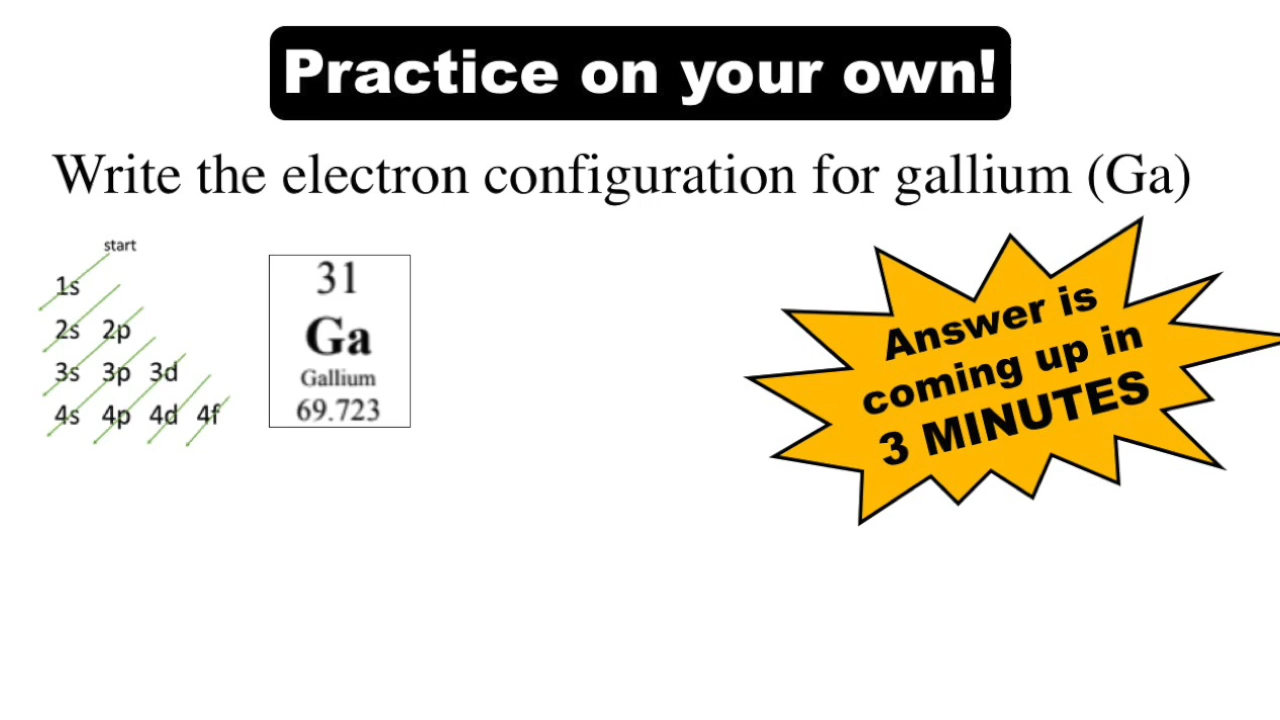 Practice on your own!
Write the electron configuration for gallium (Ga)
start
1s
2s 2p
3s 3p 3d
4s 4p 4d 4f
31
Ga
Gallium
69.723
Answer is
coming up in
3 MINUTES